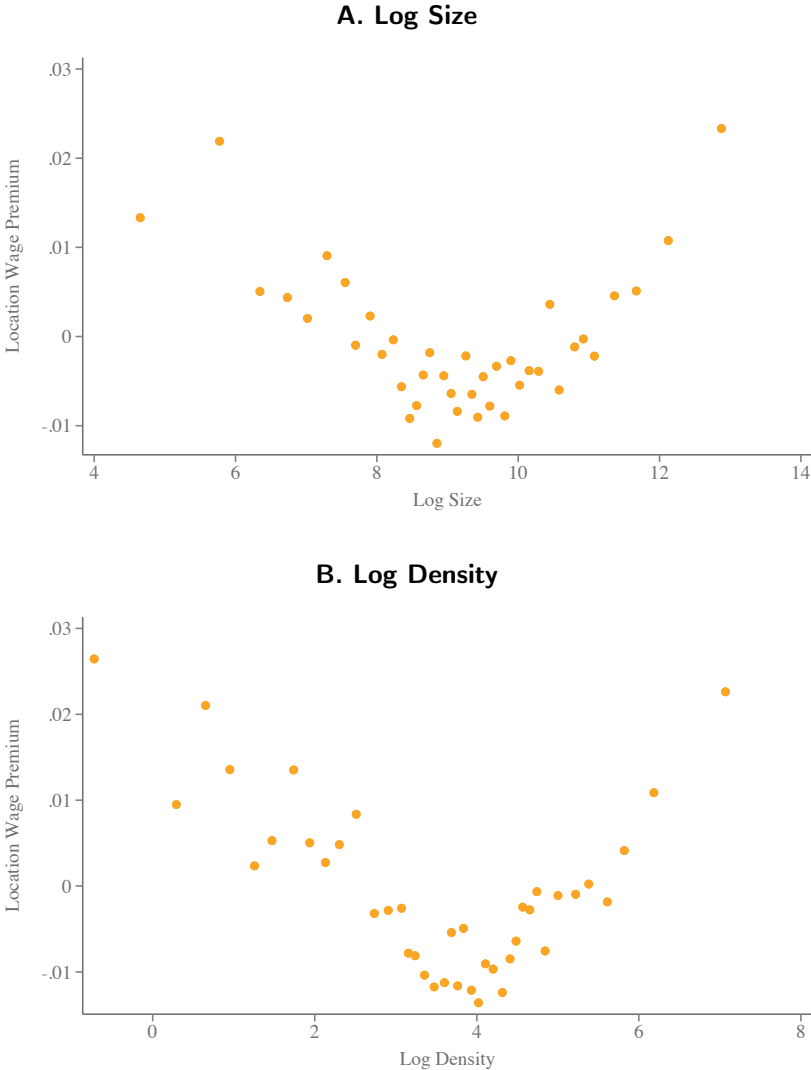 A. Log Size
.03
.02
.01
0
-.01
Location Wage Premium
4 6 8 10 12 14
Log Size
B. Log Density
.03
.02
.01
0
-.01
Location Wage Premium
0 2 4 6 8
Log Density